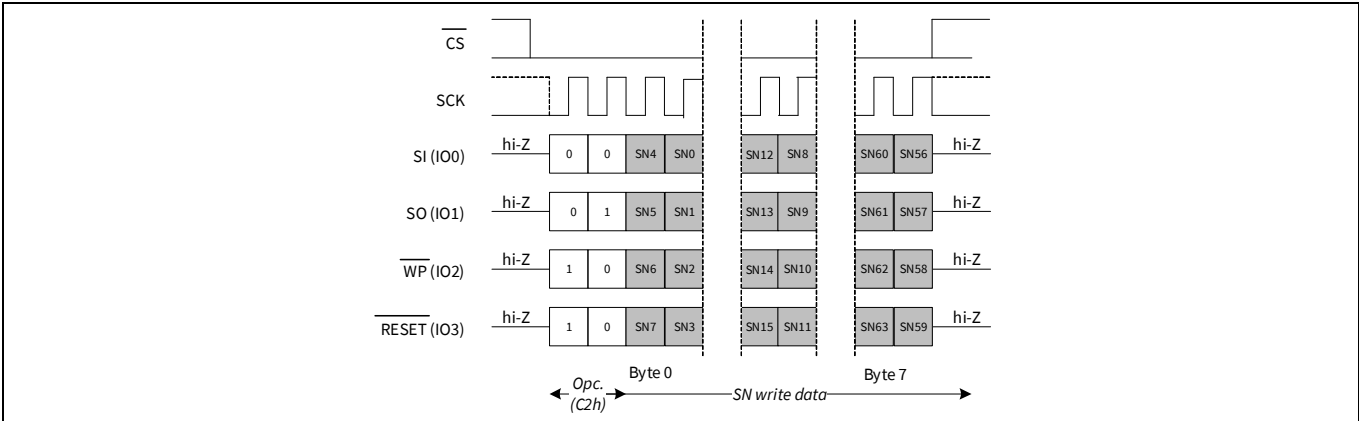 CS
SCK
SI (IO0) hi-Z 0 0 SN4 SN0 SN12 SN8 SN60 SN56 hi-Z
SO (IO1) hi-Z 0 1 SN5 SN1 SN13 SN9 SN61 SN57 hi-Z
WP (IO2) hi-Z 1 0 SN6 SN2 SN14 SN10 SN62 SN58 hi-Z
RESET (IO3) hi-Z 1 0 SN7 SN3 SN15 SN11 SN63 SN59 hi-Z
Byte 0 Byte 7
Opc.
(C2h)
SN write data